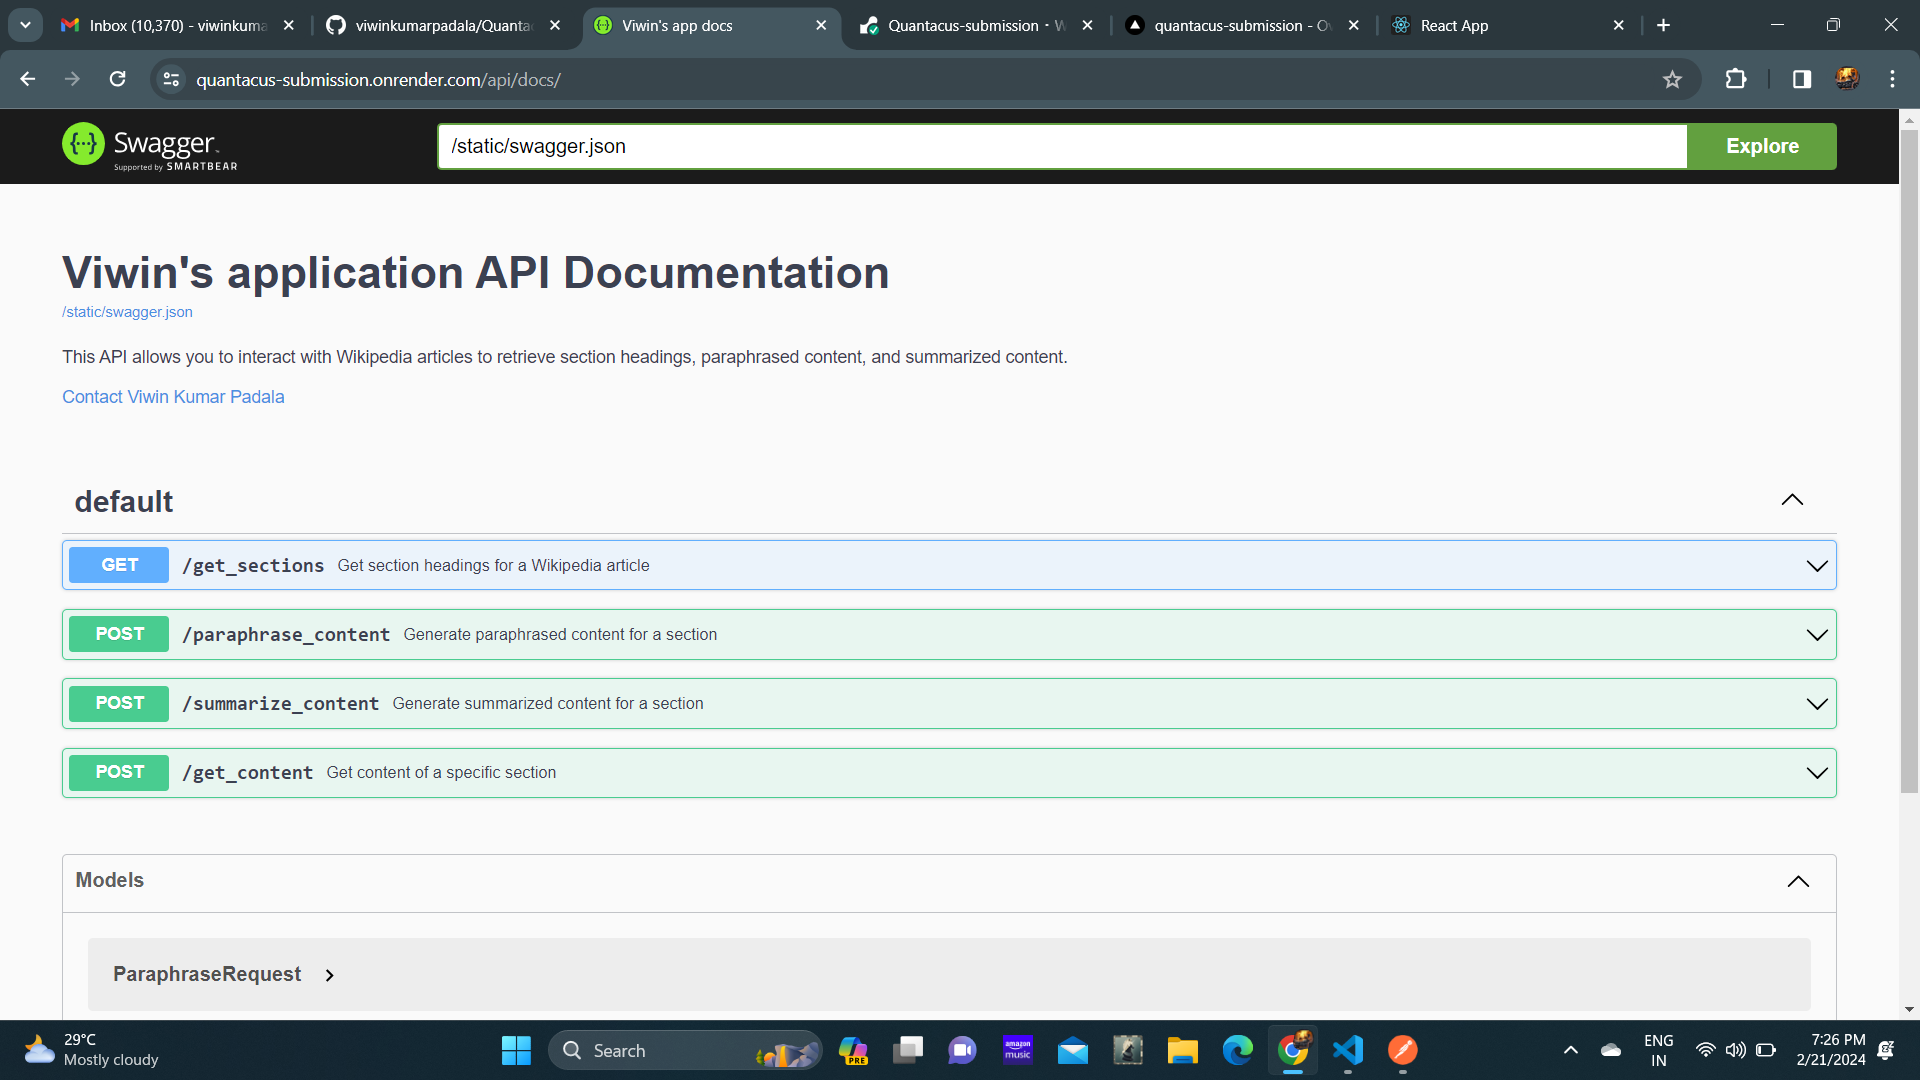 Inbox (10,370) - viwinkuma
viwinkumarpadala/Quanta
Viwin's app docs
Quantacus-submission · W
quantacus-submission - Ov
React App
quantacus-submission.onrender.com/api/docs/
Swagger
Supported by SMARTBEAR
/static/swagger.json
Explore
Viwin's application API Documentation
/static/swagger.json
This API allows you to interact with Wikipedia articles to retrieve section headings, paraphrased content, and summarized content.
Contact Viwin Kumar Padala
default
GET /get_sections Get section headings for a Wikipedia article
POST /paraphrase_content Generate paraphrased content for a section
POST /summarize_content Generate summarized content for a section
POST /get_content Get content of a specific section
Models
ParaphraseRequest
29°C
Mostly cloudy
Search
PRE
amazon
music
ENG
IN
7:26 PM
2/21/2024